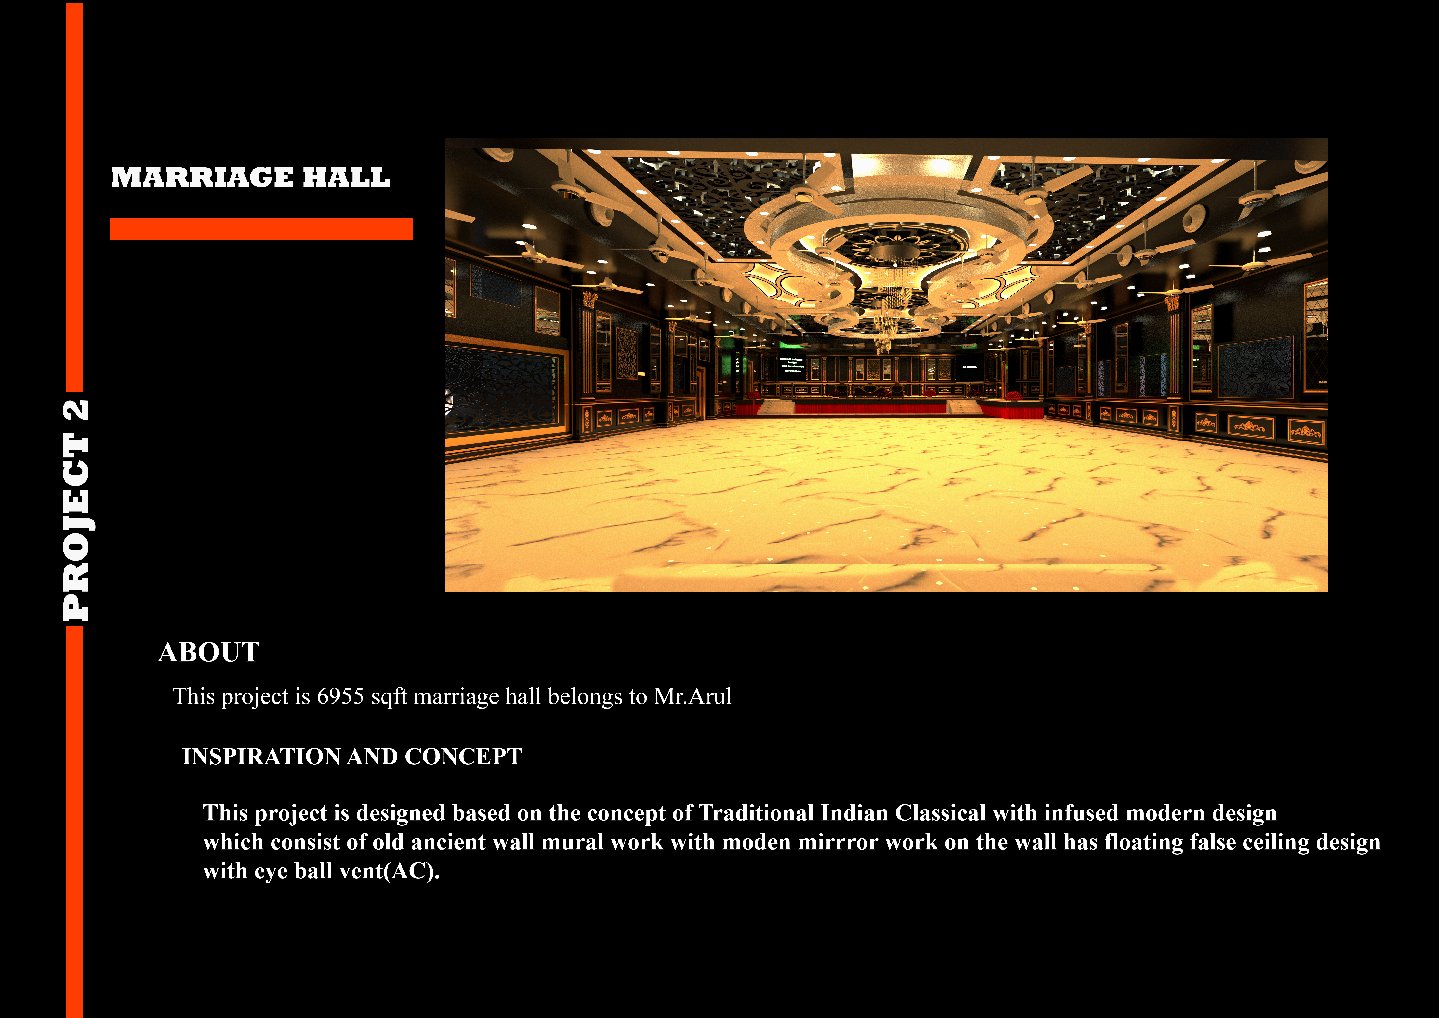 MARRIAGE HALL
PROJECT 2
ABOUT
This project is 6955 sqft marriage hall belongs to Mr.Arul
INSPIRATION AND CONCEPT
This project is designed based on the concept of Traditional Indian Classical with infused modern design
which consist of old ancient wall mural work with moden mirrror work on the wall has floating false ceiling design
with eye ball vent(AC).